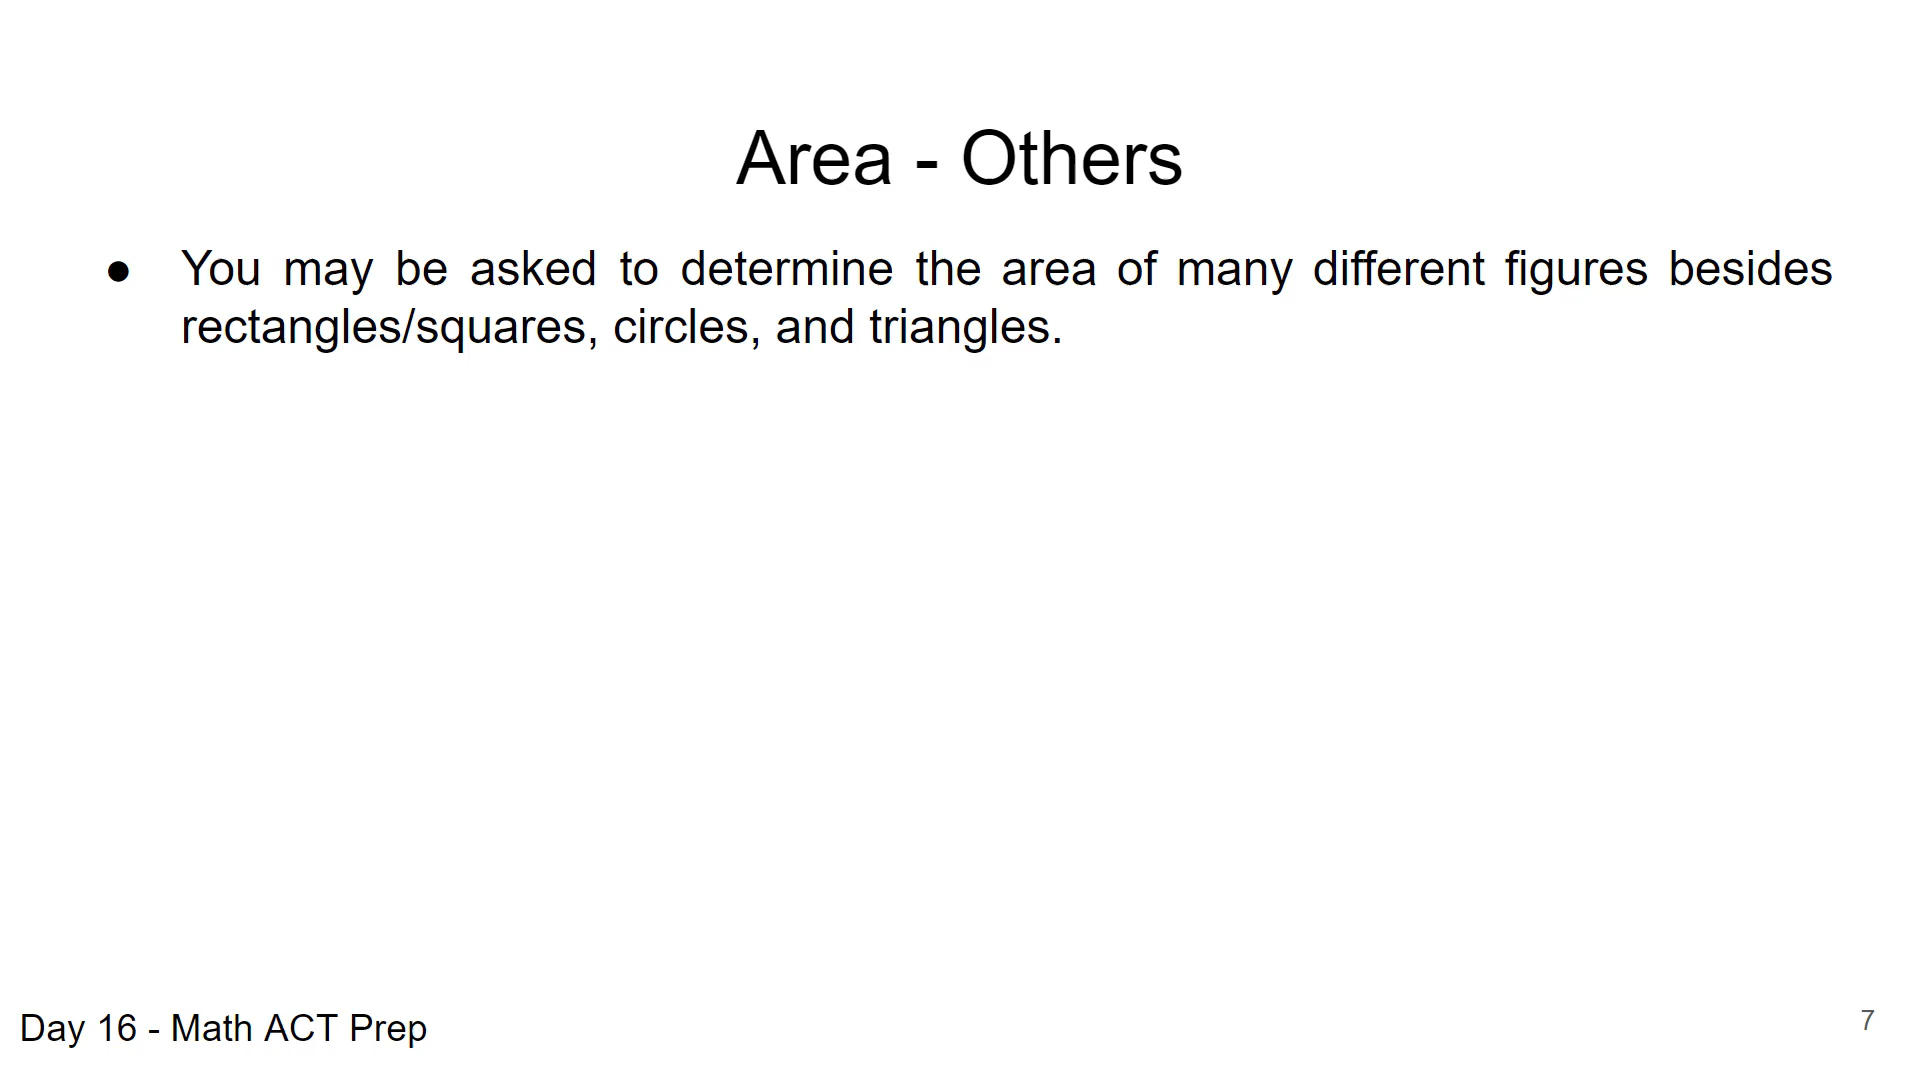 Area - Others
● You may be asked to determine the area of many different figures besides
rectangles/squares, circles, and triangles.
Day 16 - Math ACT Prep
7